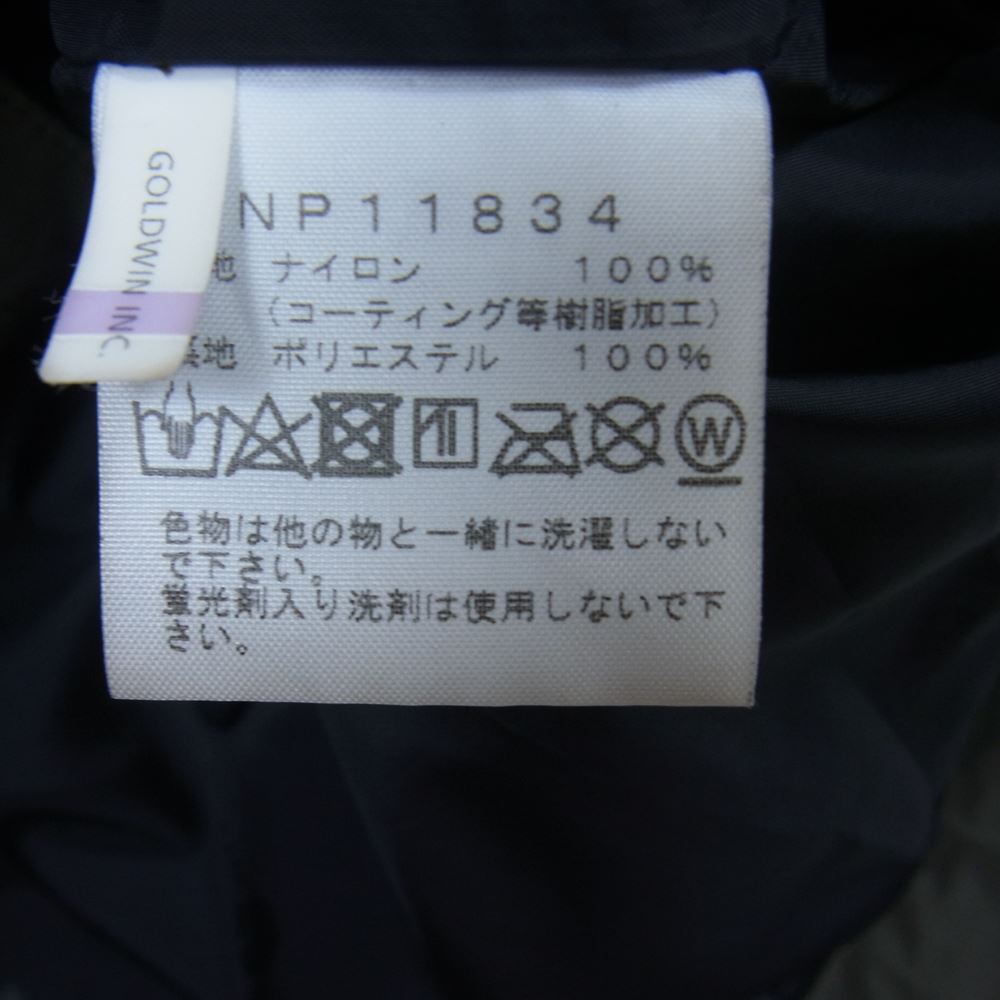 GOLDWIN INC.
NP11834
地 ナイロン 100%
(コーティング等樹脂加工)
裏地 ポリエステル 100%
W
色物は他の物と一緒に洗濯しない
で下さい。
蛍光剤入り洗剤は使用しないで下
さい。